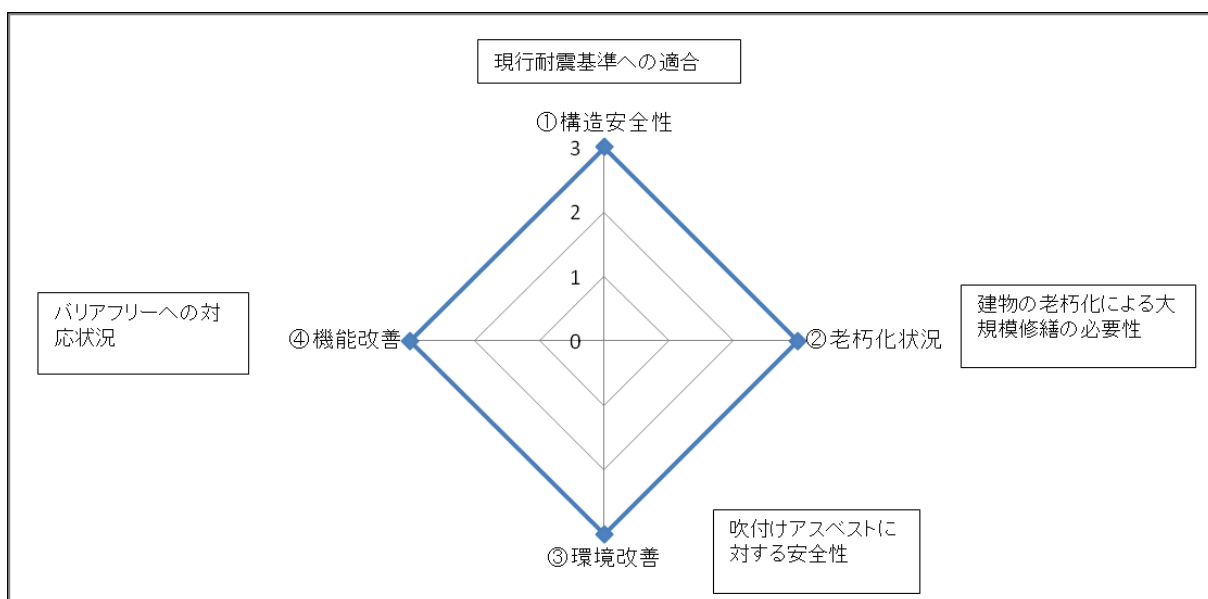 現行耐震基準への適合
①構造安全性
3
2
1
0
バリアフリーへの対
応状況
④機能改善
②老朽化状況
建物の老朽化による大
規模修繕の必要性
③環境改善
吹付けアスベストに
対する安全性